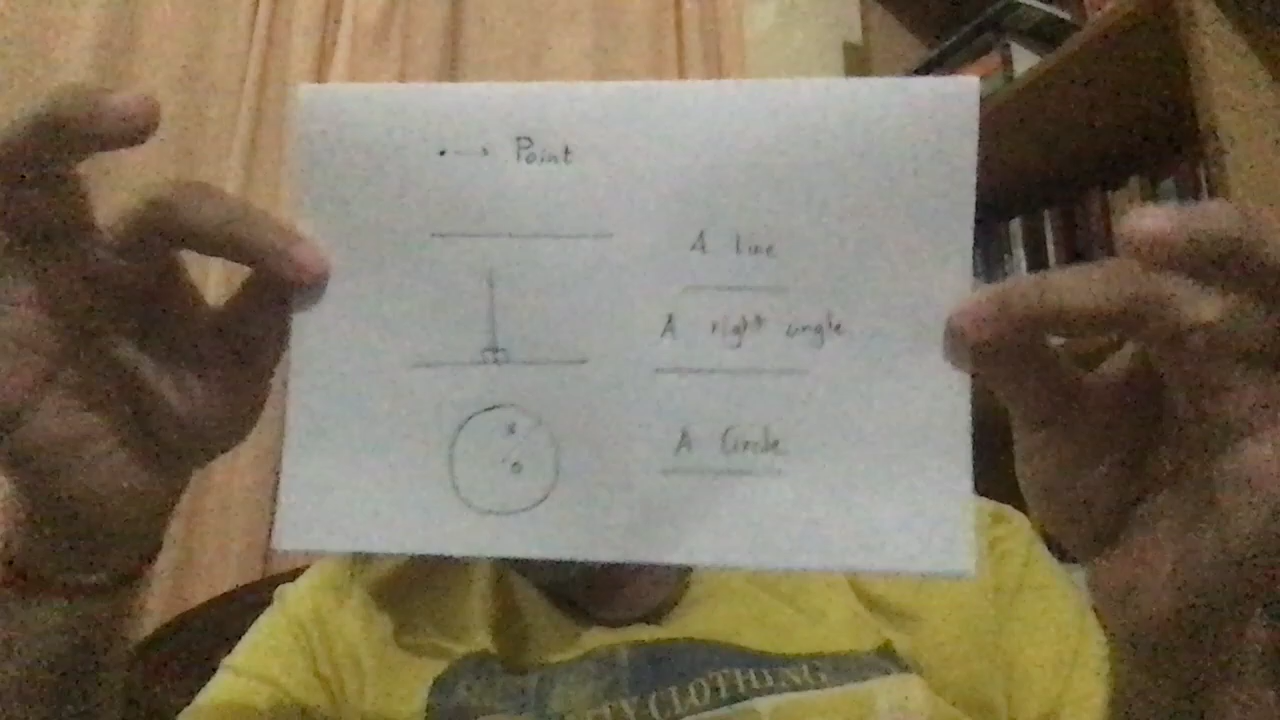 Point
A line
A right angle
A Circle
o
CLOTHING